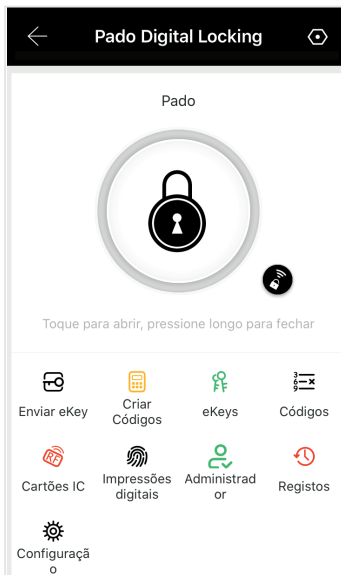 Pado Digital Locking
Pado
Toque para abrir, pressione longo para fechar
Enviar eKey
Criar
Códigos
eKeys
Códigos
Cartões IC
Impressões
digitais
Administrad
or
Registos
Configuraçã
o